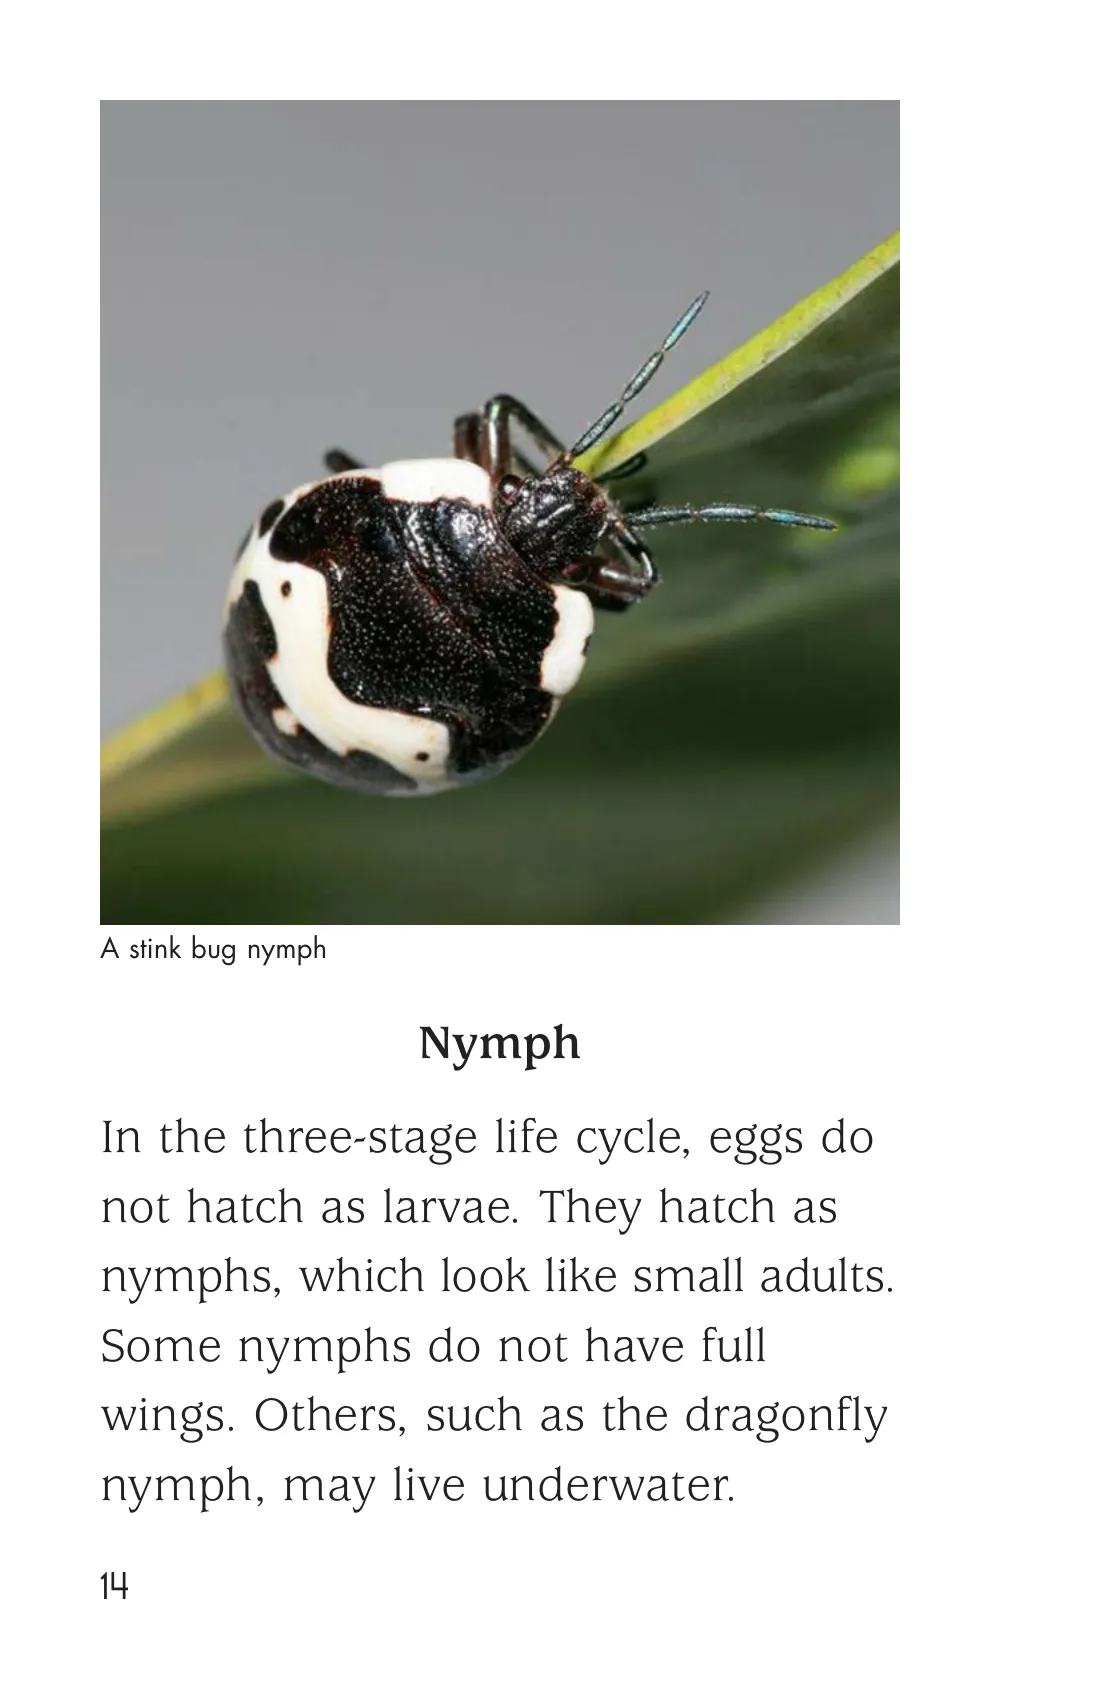 A stink bug nymph
Nymph
In the three-stage life cycle, eggs do
not hatch as larvae. They hatch as
nymphs, which look like small adults.
Some nymphs do not have full
wings. Others, such as the dragonfly
nymph, may live underwater.
14